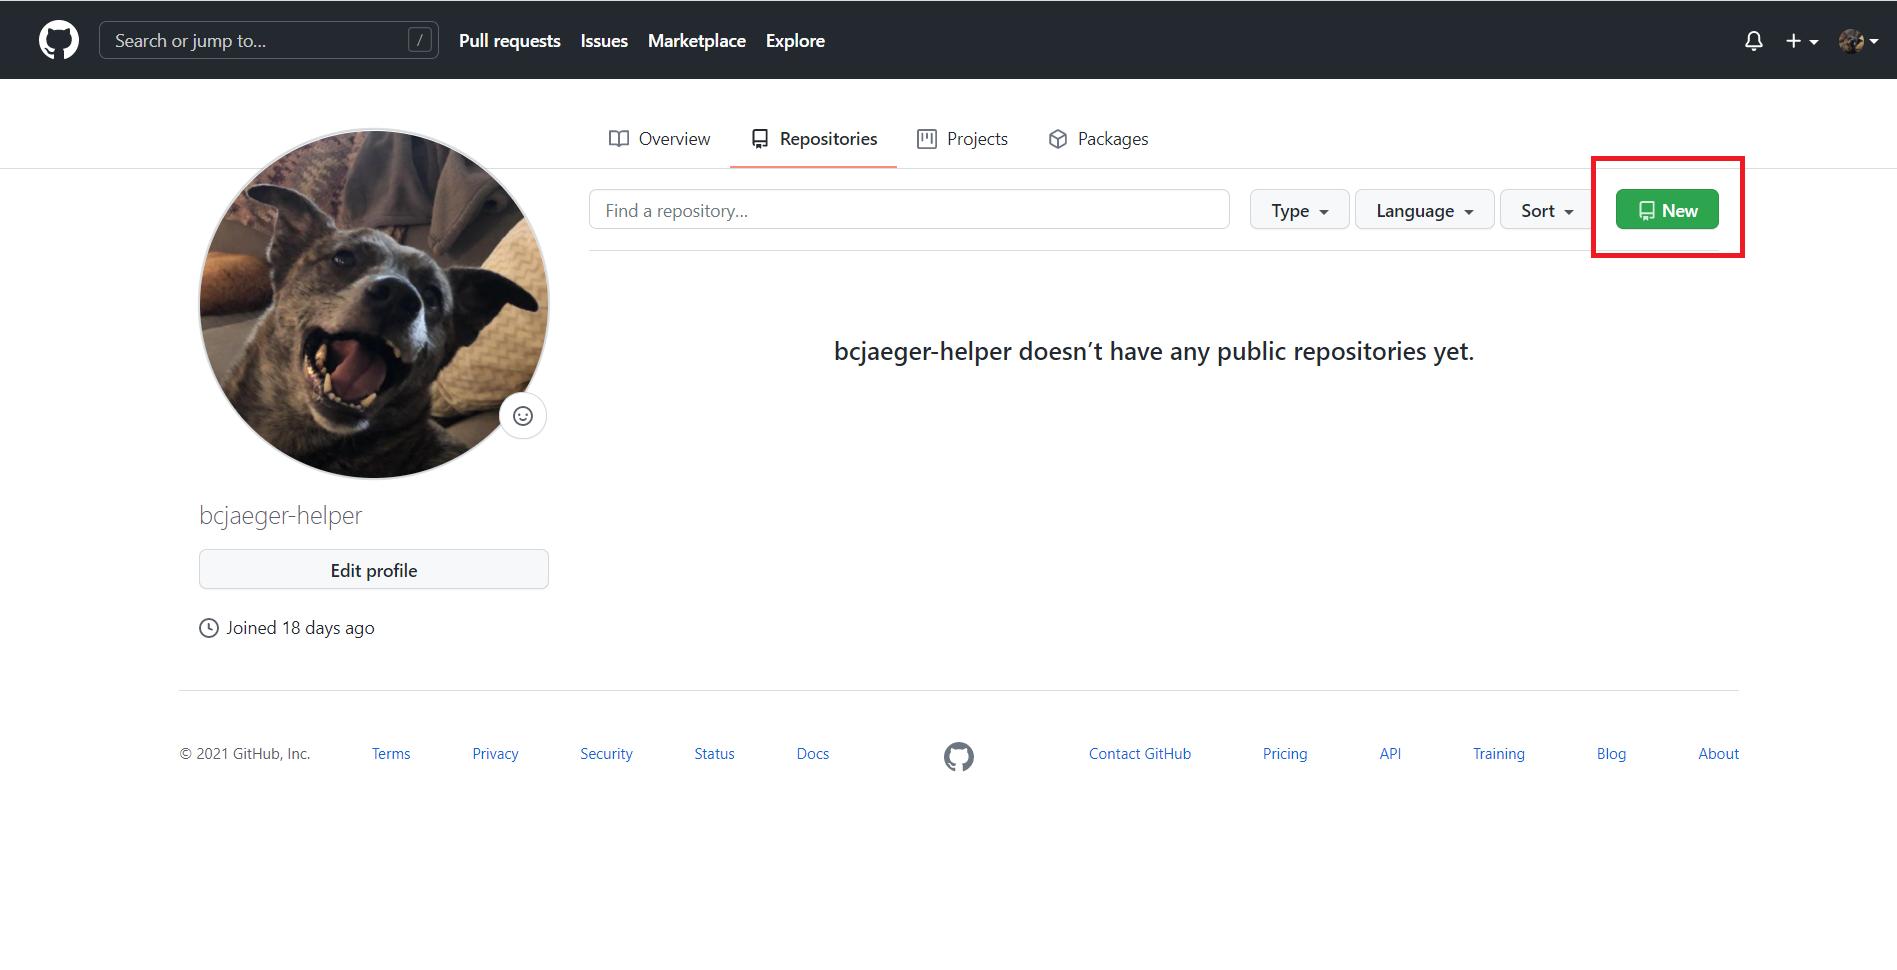 Search or jump to... / Pull requests Issues Marketplace Explore
Overview Repositories Projects Packages
Find a repository... Type Language Sort New
bcjaeger-helper doesn’t have any public repositories yet.
bcjaeger-helper
Edit profile
Joined 18 days ago
© 2021 GitHub, Inc. Terms Privacy Security Status Docs Contact GitHub Pricing API Training Blog About